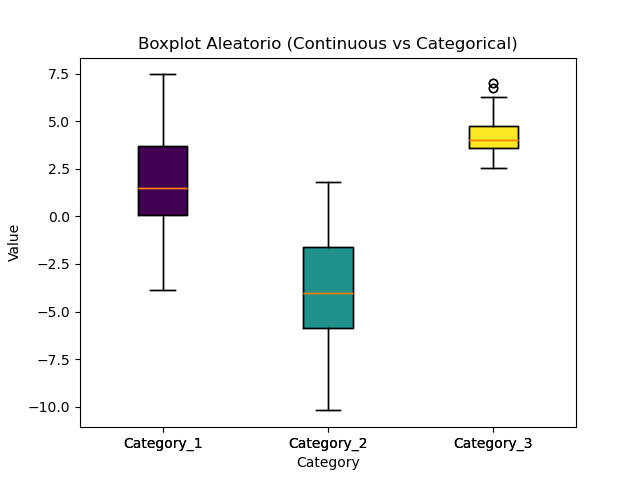 Boxplot Aleatorio (Continuous vs Categorical)
7.5
5.0
2.5
0.0
−2.5
−5.0
−7.5
−10.0
Value
Category_1 Category_2 Category_3
Category